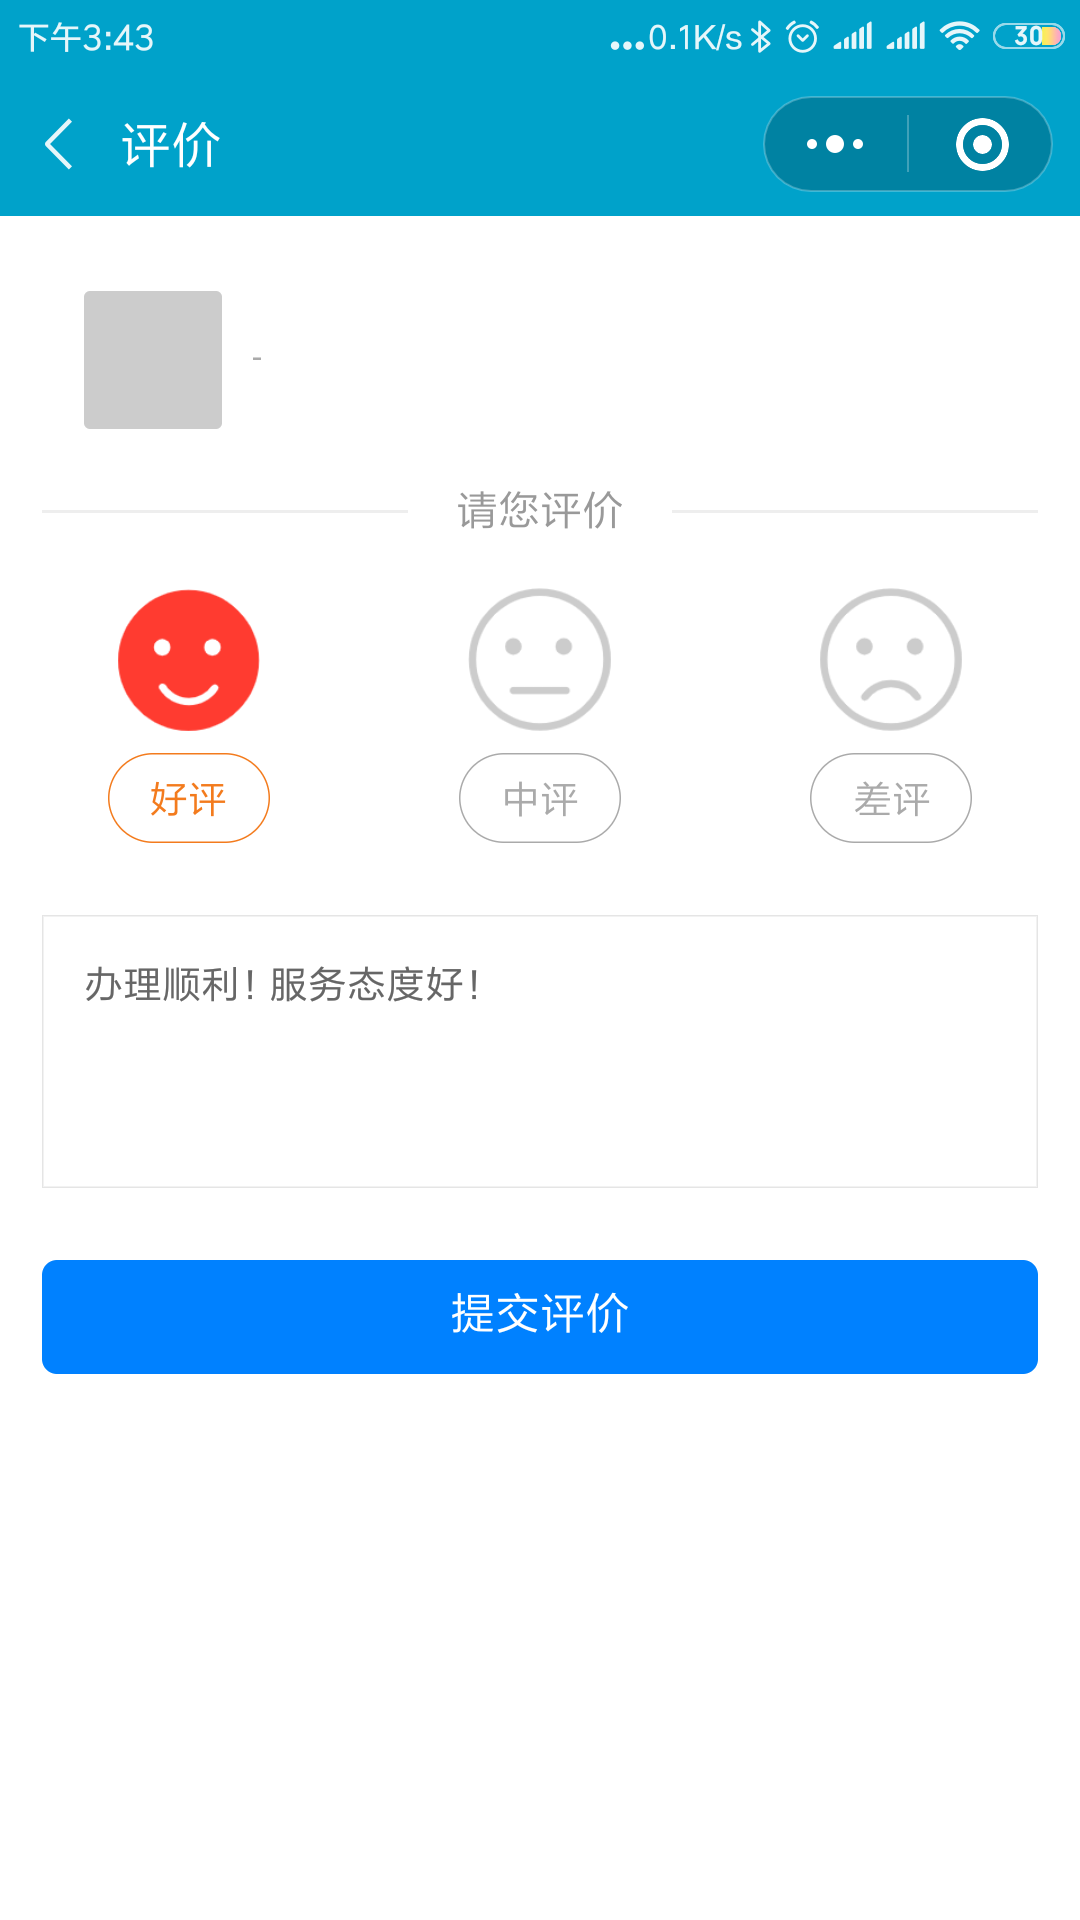 下午3:43
...0.1K/s
30
评价
-
请您评价
好评
中评
差评
办理顺利！服务态度好！
提交评价